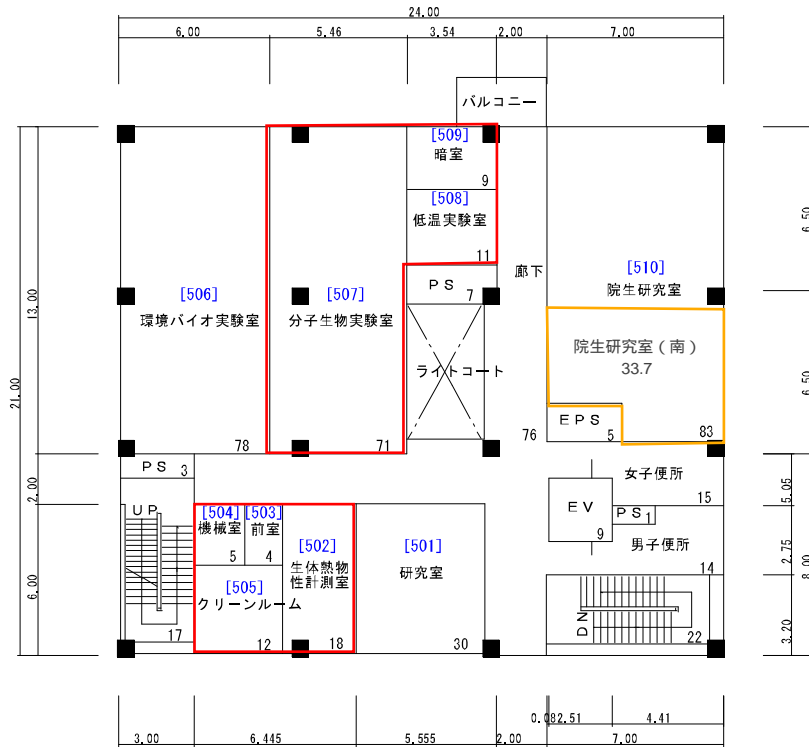 24.00
6.00 5.46 3.54 2.00 7.00
バルコニー
[509]
暗室
9
[508]
低温実験室
11
廊下
6.50
[506]
環境バイオ実験室
[507]
分子生物実験室
PS
7
[510]
院生研究室
13.00
21.00
院生研究室(南)
33.7
ライトコート
6.50
EPS
5
83
78
71
76
PS 3
女子便所
15
2.00
5.05
UP
[504]
機械室
5
[503]
前室
4
[502]
生体熱物
性計測室
[501]
研究室
EV
9
PS 1
男子便所
14
2.75
8.00
6.00
[505]
クリーンルーム
17
12
18
30
DN
22
3.20
0.08 2.51 4.41
3.00 6.445 5.555 2.00 7.00